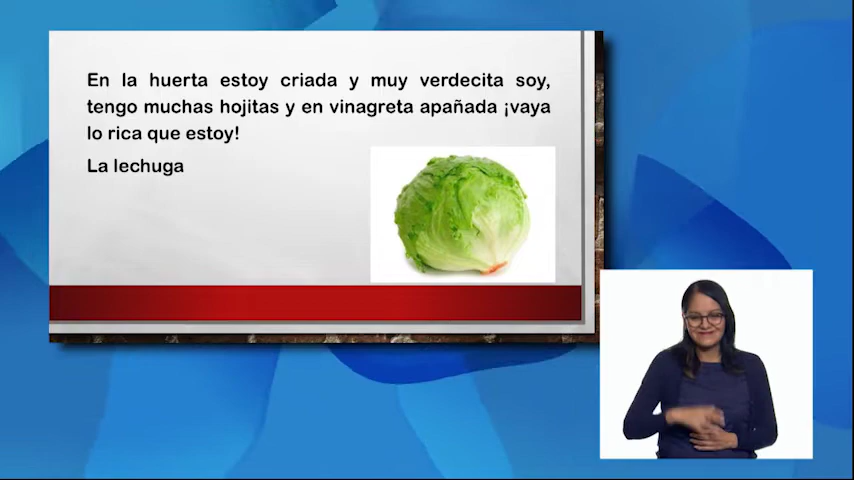 En la huerta estoy criada y muy verdecita soy,
tengo muchas hojitas y en vinagreta apañada ¡vaya
lo rica que estoy!
La lechuga